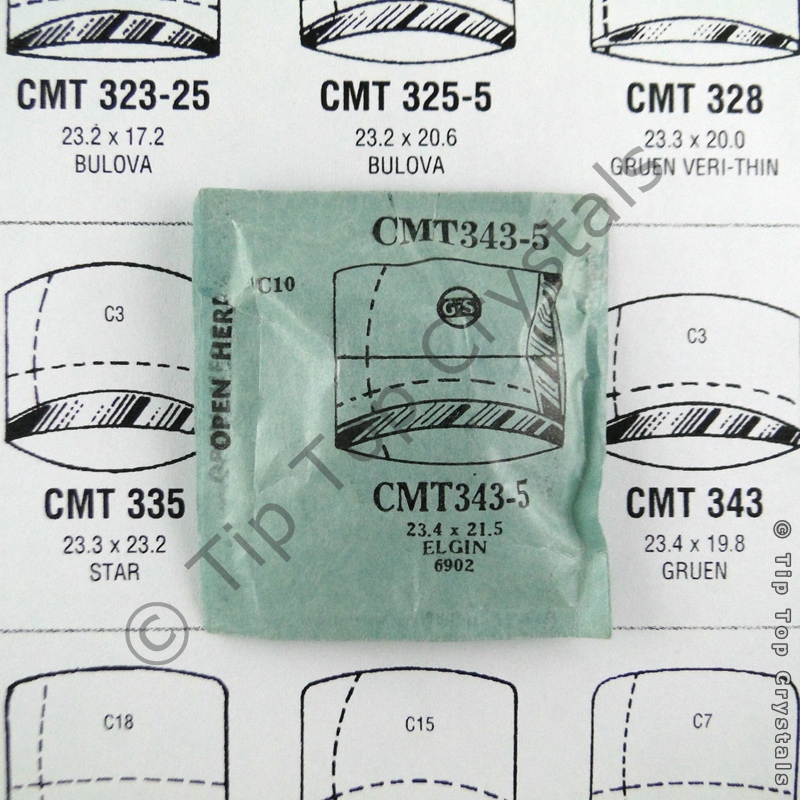 CMT 323-25
23.2 x 17.2
BULOVA
CMT 325-5
23.2 x 20.6
BULOVA
CMT 328
23.3 x 20.0
GRUEN VERI-THIN
C3
CMT 335
23.3 x 23.2
STAR
OPEN HERE
CMT343-5
C10
GS
CMT343-5
23.4 x 21.5
ELGIN
6902
C3
CMT 343
23.4 x 19.8
GRUEN
C18
C15
C7
© Tip Top Crystals
© Tip Top Crystals